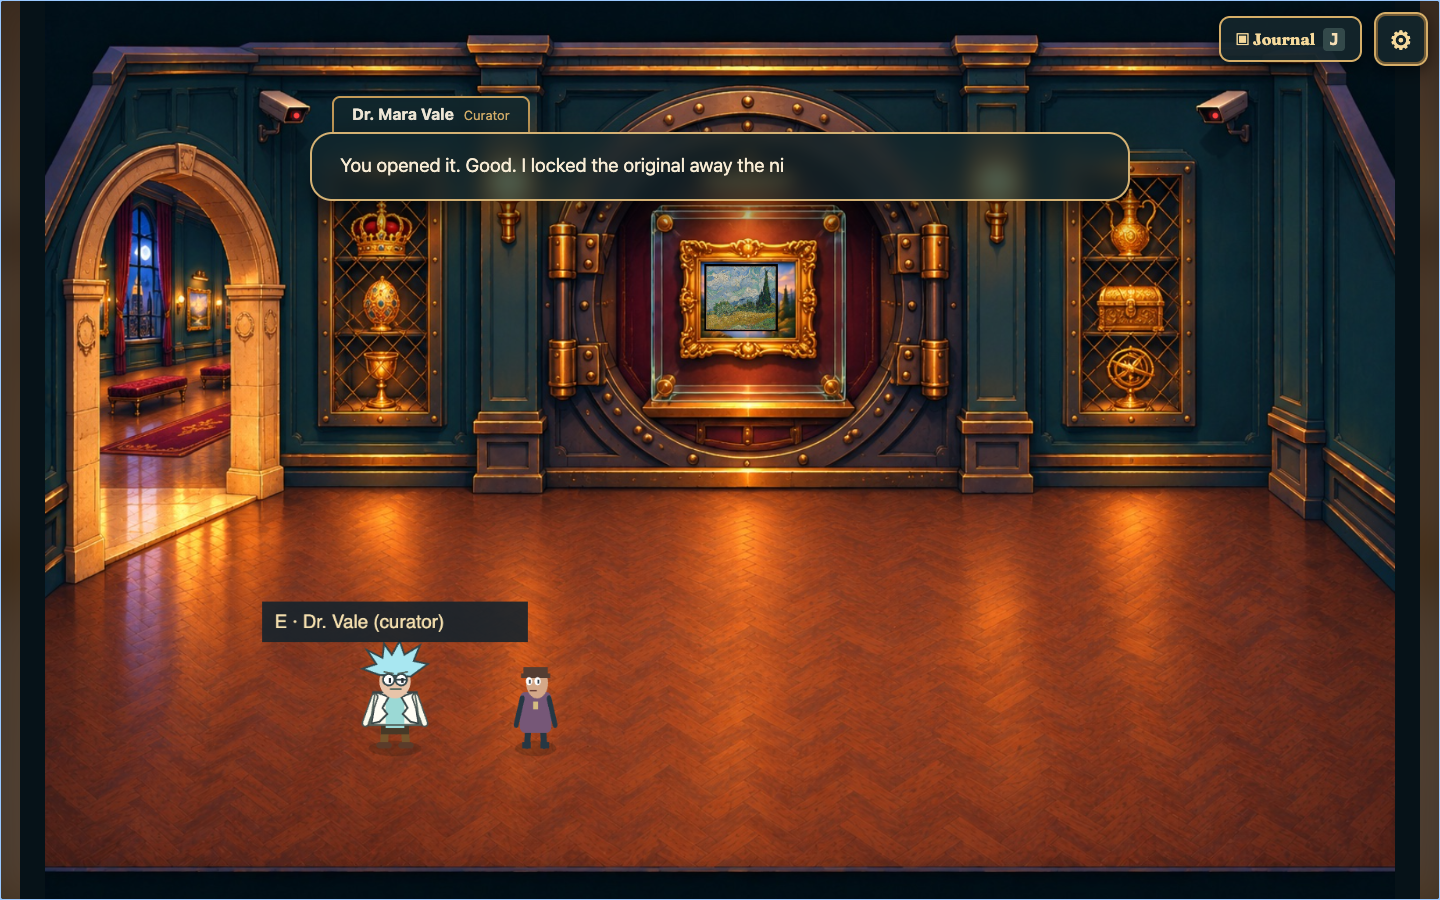 Journal J
Dr. Mara Vale Curator
You opened it. Good. I locked the original away the ni
E · Dr. Vale (curator)